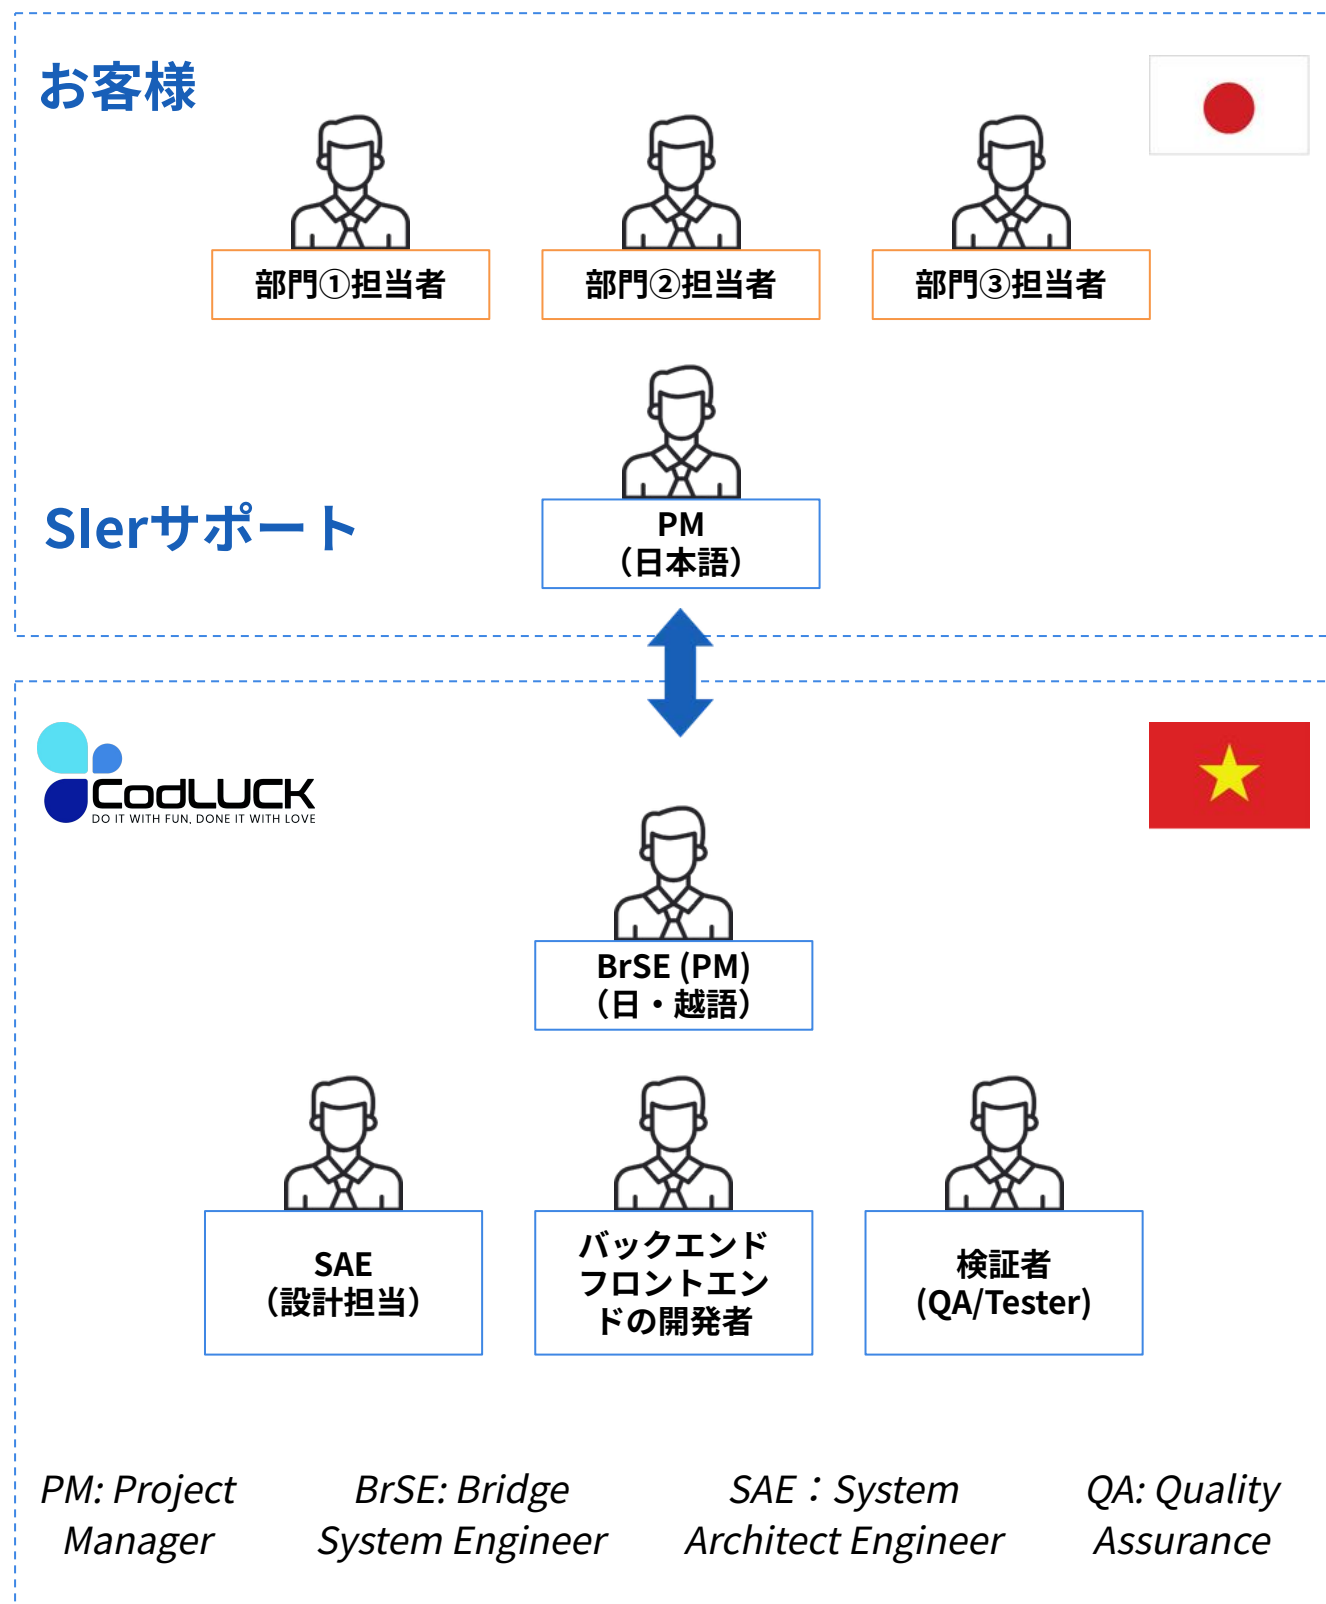 お客様
部門①担当者
部門②担当者
部門③担当者
SIerサポート
PM
（日本語）
CodLUCK
DO IT WITH FUN, DONE IT WITH LOVE
BrSE (PM)
（日・越語）
SAE
（設計担当）
バックエンド
フロントエン
ドの開発者
検証者
(QA/Tester)
PM: Project
Manager
BrSE: Bridge
System Engineer
SAE：System
Architect Engineer
QA: Quality
Assurance